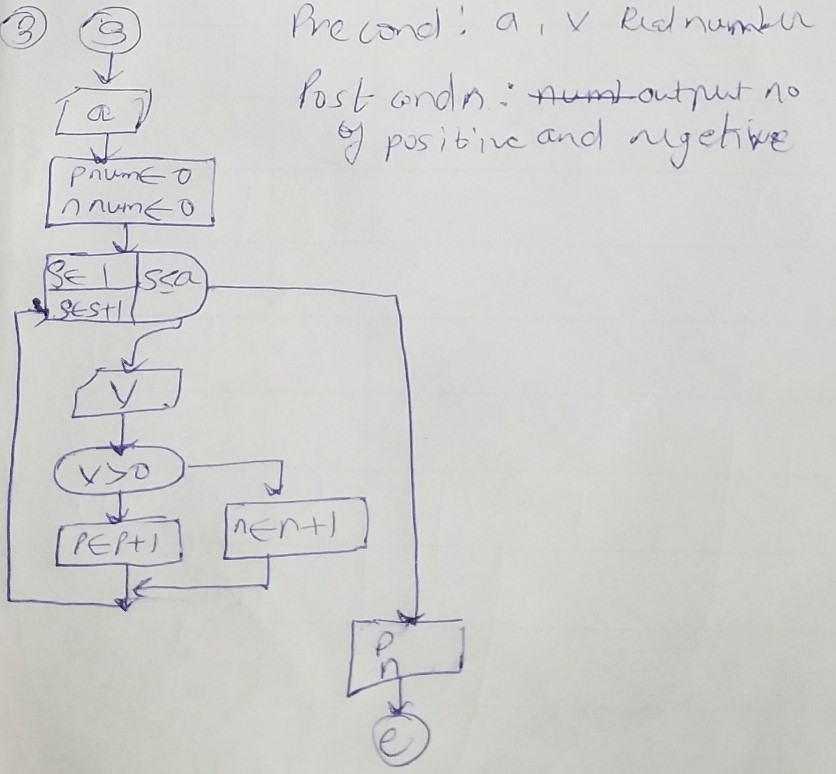 3
S
Precond: a, v Real number
a
Post condn: num output no
of positive and negetive
pnum ← 0
n num ← 0
S ← 1
S ≤ a
S ← S+1
V
V>0
P ← P+1
n ← n+1
P
n
e